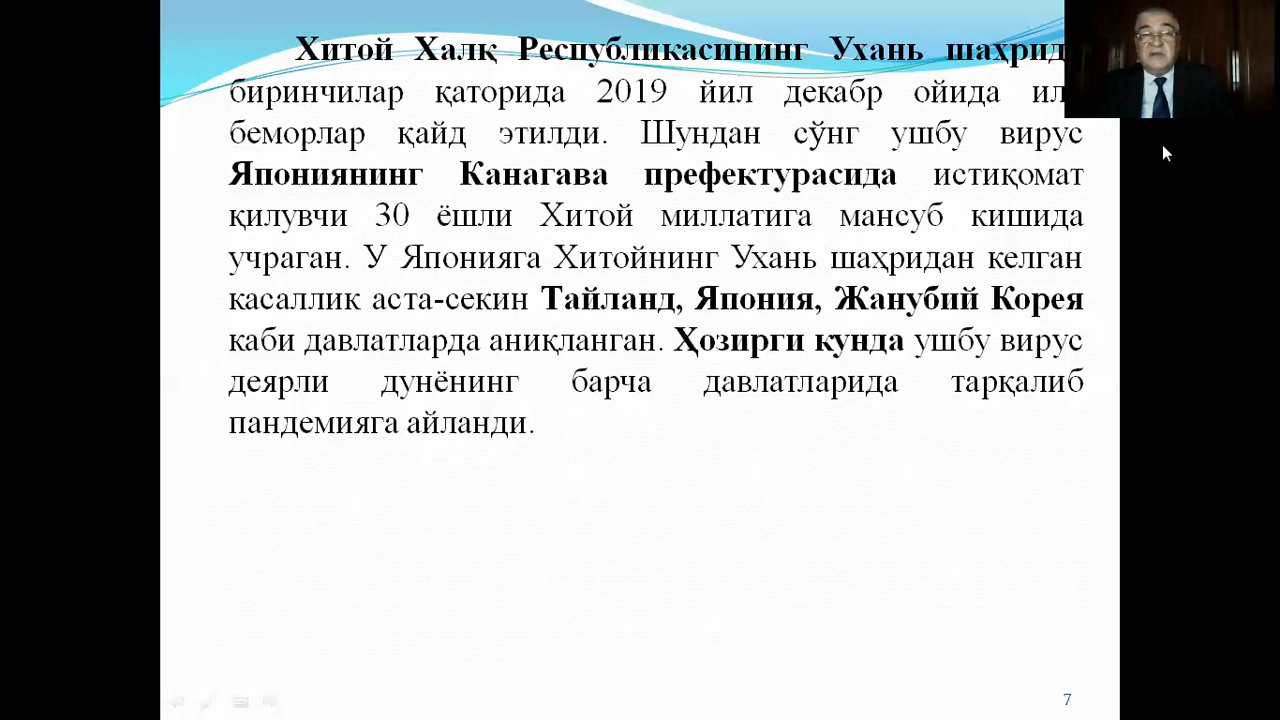 Хитой Халқ Республикасининг Ухань
биринчилар қаторида 2019 йил декабр ойида
беморлар қайд этилди. Шундан сўнг ушбу вирус
Япониянинг Канагава префектурасида истиқомат
қилувчи 30 ёшли Хитой миллатига мансуб кишида
учраган. У Японияга Хитойнинг Ухань шаҳридан келган
касаллик аста-секин Тайланд, Япония, Жанубий Корея
каби давлатларда аниқланган. Ҳозирги кунда ушбу вирус
деярли дунёнинг барча давлатларида тарқалиб
пандемияга айланди.
7